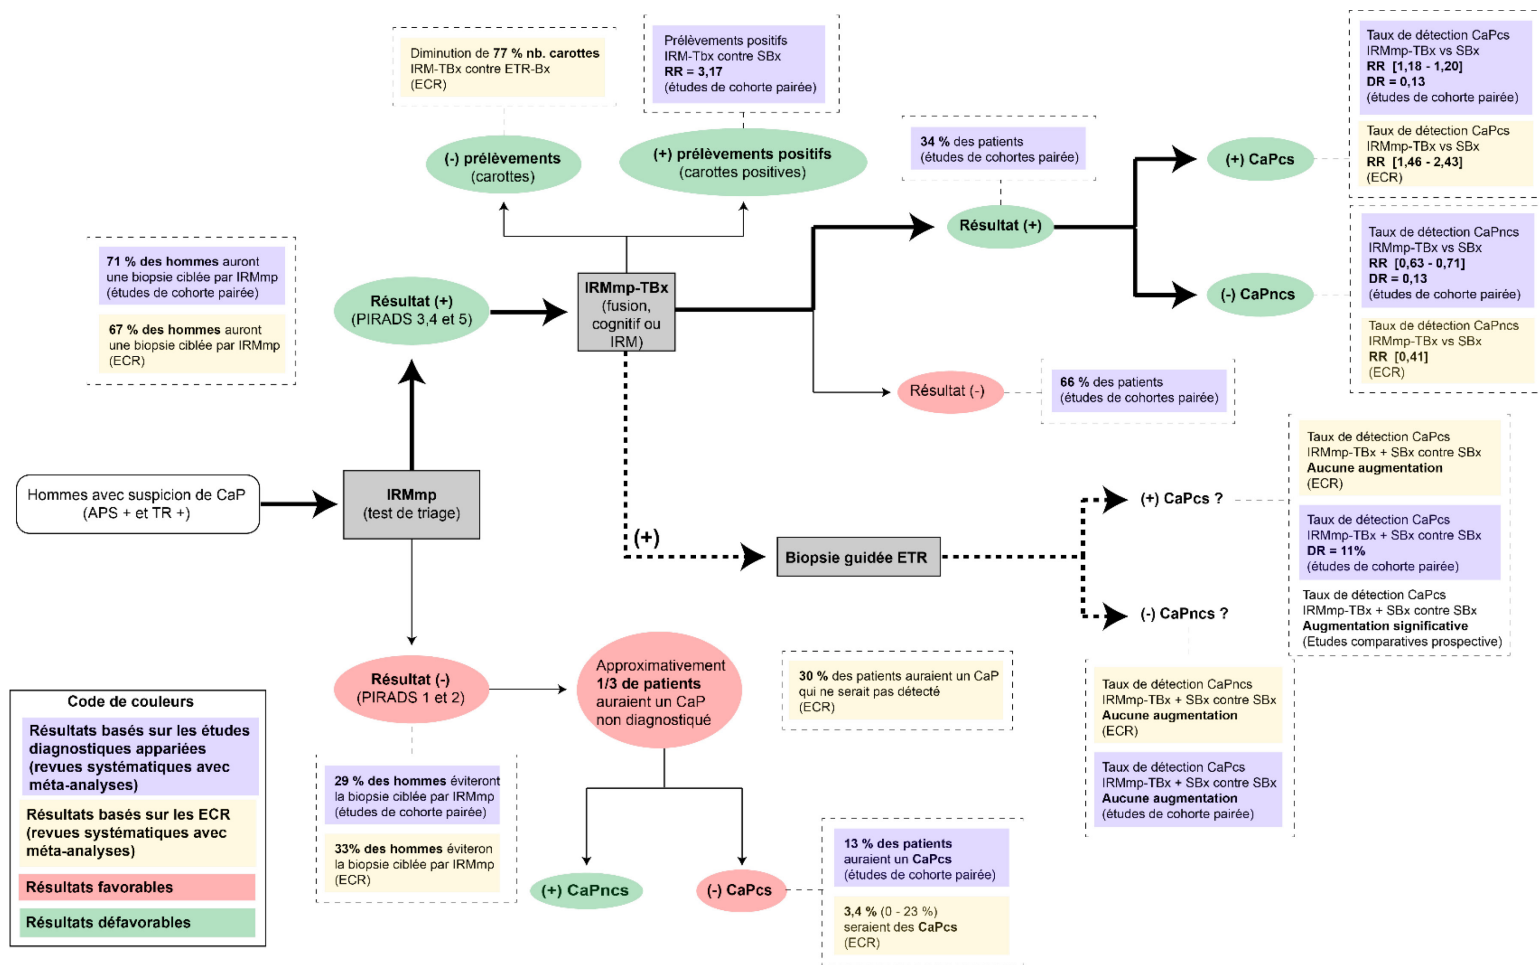 Diminution de 77 % nb. carottes
IRM-TBx contre ETR-Bx
(ECR)
Prélèvements positifs
IRM-Tbx contre SBx
RR = 3,17
(études de cohorte pairée)
Taux de détection CaPcs
IRMmp-TBx vs SBx
RR [1,18 - 1,20]
DR = 0,13
(études de cohorte pairée)
Taux de détection CaPcs
IRMmp-TBx vs SBx
RR [1,46 - 2,43]
(ECR)
(-) prélèvements
(carottes)
(+) prélèvements positifs
(carottes positives)
34 % des patients
(études de cohortes pairée)
(+) CaPcs
Résultat (+)
71 % des hommes auront
une biopsie ciblée par IRMmp
(études de cohorte pairée)
67 % des hommes auront
une biopsie ciblée par IRMmp
(ECR)
Résultat (+)
(PIRADS 3,4 et 5)
IRMmp-TBx
(fusion,
cognitif ou
IRM)
(-) CaPncs
Taux de détection CaPncs
IRMmp-TBx vs SBx
RR [0,63 - 0,71]
DR = 0,13
(études de cohorte pairée)
Taux de détection CaPncs
IRMmp-TBx vs SBx
RR [0,41]
(ECR)
Résultat (-)
66 % des patients
(études de cohortes pairée)
Hommes avec suspicion de CaP
(APS + et TR +)
IRMmp
(test de triage)
(+)
Biopsie guidée ETR
(+) CaPcs ?
Taux de détection CaPcs
IRMmp-TBx + SBx contre SBx
Aucune augmentation
(ECR)
Taux de détection CaPcs
IRMmp-TBx + SBx contre SBx
DR = 11%
(études de cohorte pairée)
Taux de détection CaPcs
IRMmp-TBx + SBx contre SBx
Augmentation significative
(Etudes comparatives prospective)
(-) CaPncs ?
Taux de détection CaPncs
IRMmp-TBx + SBx contre SBx
Aucune augmentation
(ECR)
Taux de détection CaPcs
IRMmp-TBx + SBx contre SBx
Aucune augmentation
(études de cohorte pairée)
Résultat (-)
(PIRADS 1 et 2)
Approximativement
1/3 de patients
auraient un CaP
non diagnostiqué
30 % des patients auraient un CaP
qui ne serait pas détecté
(ECR)
29 % des hommes éviteront
la biopsie ciblée par IRMmp
(études de cohorte pairée)
33% des hommes éviteron
la biopsie ciblée par IRMmp
(ECR)
(+) CaPncs
(-) CaPcs
13 % des patients
auraient un CaPcs
(études de cohorte pairée)
3,4 % (0 - 23 %)
seraient des CaPcs
(ECR)
Code de couleurs
Résultats basés sur les études
diagnostiques appariées
(revues systématiques avec
méta-analyses)
Résultats basés sur les ECR
(revues systématiques avec
méta-analyses)
Résultats favorables
Résultats défavorables